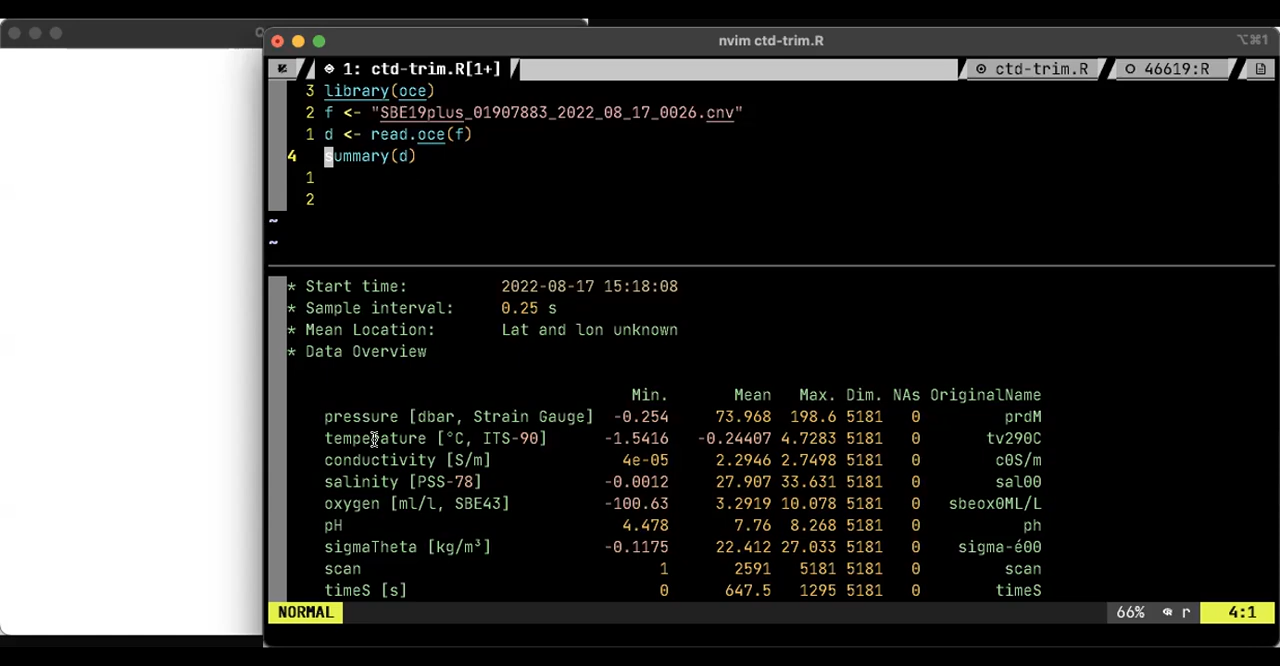 nvim ctd-trim.R
⌥⌘1
1: ctd-trim.R[1+] ctd-trim.R 46619:R
3 library(oce)
2 f <- "SBE19plus_01907883_2022_08_17_0026.cnv"
1 d <- read.oce(f)
4 summary(d)
1
2
~
~
* Start time: 2022-08-17 15:18:08
* Sample interval: 0.25 s
* Mean Location: Lat and lon unknown
* Data Overview
Min. Mean Max. Dim. NAs OriginalName
pressure [dbar, Strain Gauge] -0.254 73.968 198.6 5181 0 prdM
temperature [°C, ITS-90] -1.5416 -0.24407 4.7283 5181 0 tv290C
conductivity [S/m] 4e-05 2.2946 2.7498 5181 0 c0S/m
salinity [PSS-78] -0.0012 27.907 33.631 5181 0 sal00
oxygen [ml/l, SBE43] -100.63 3.2919 10.078 5181 0 sbeox0ML/L
pH 4.478 7.76 8.268 5181 0 ph
sigmaTheta [kg/m³] -0.1175 22.412 27.033 5181 0 sigma-é00
scan 1 2591 5181 5181 0 scan
timeS [s] 0 647.5 1295 5181 0 timeS
NORMAL 66% r 4:1